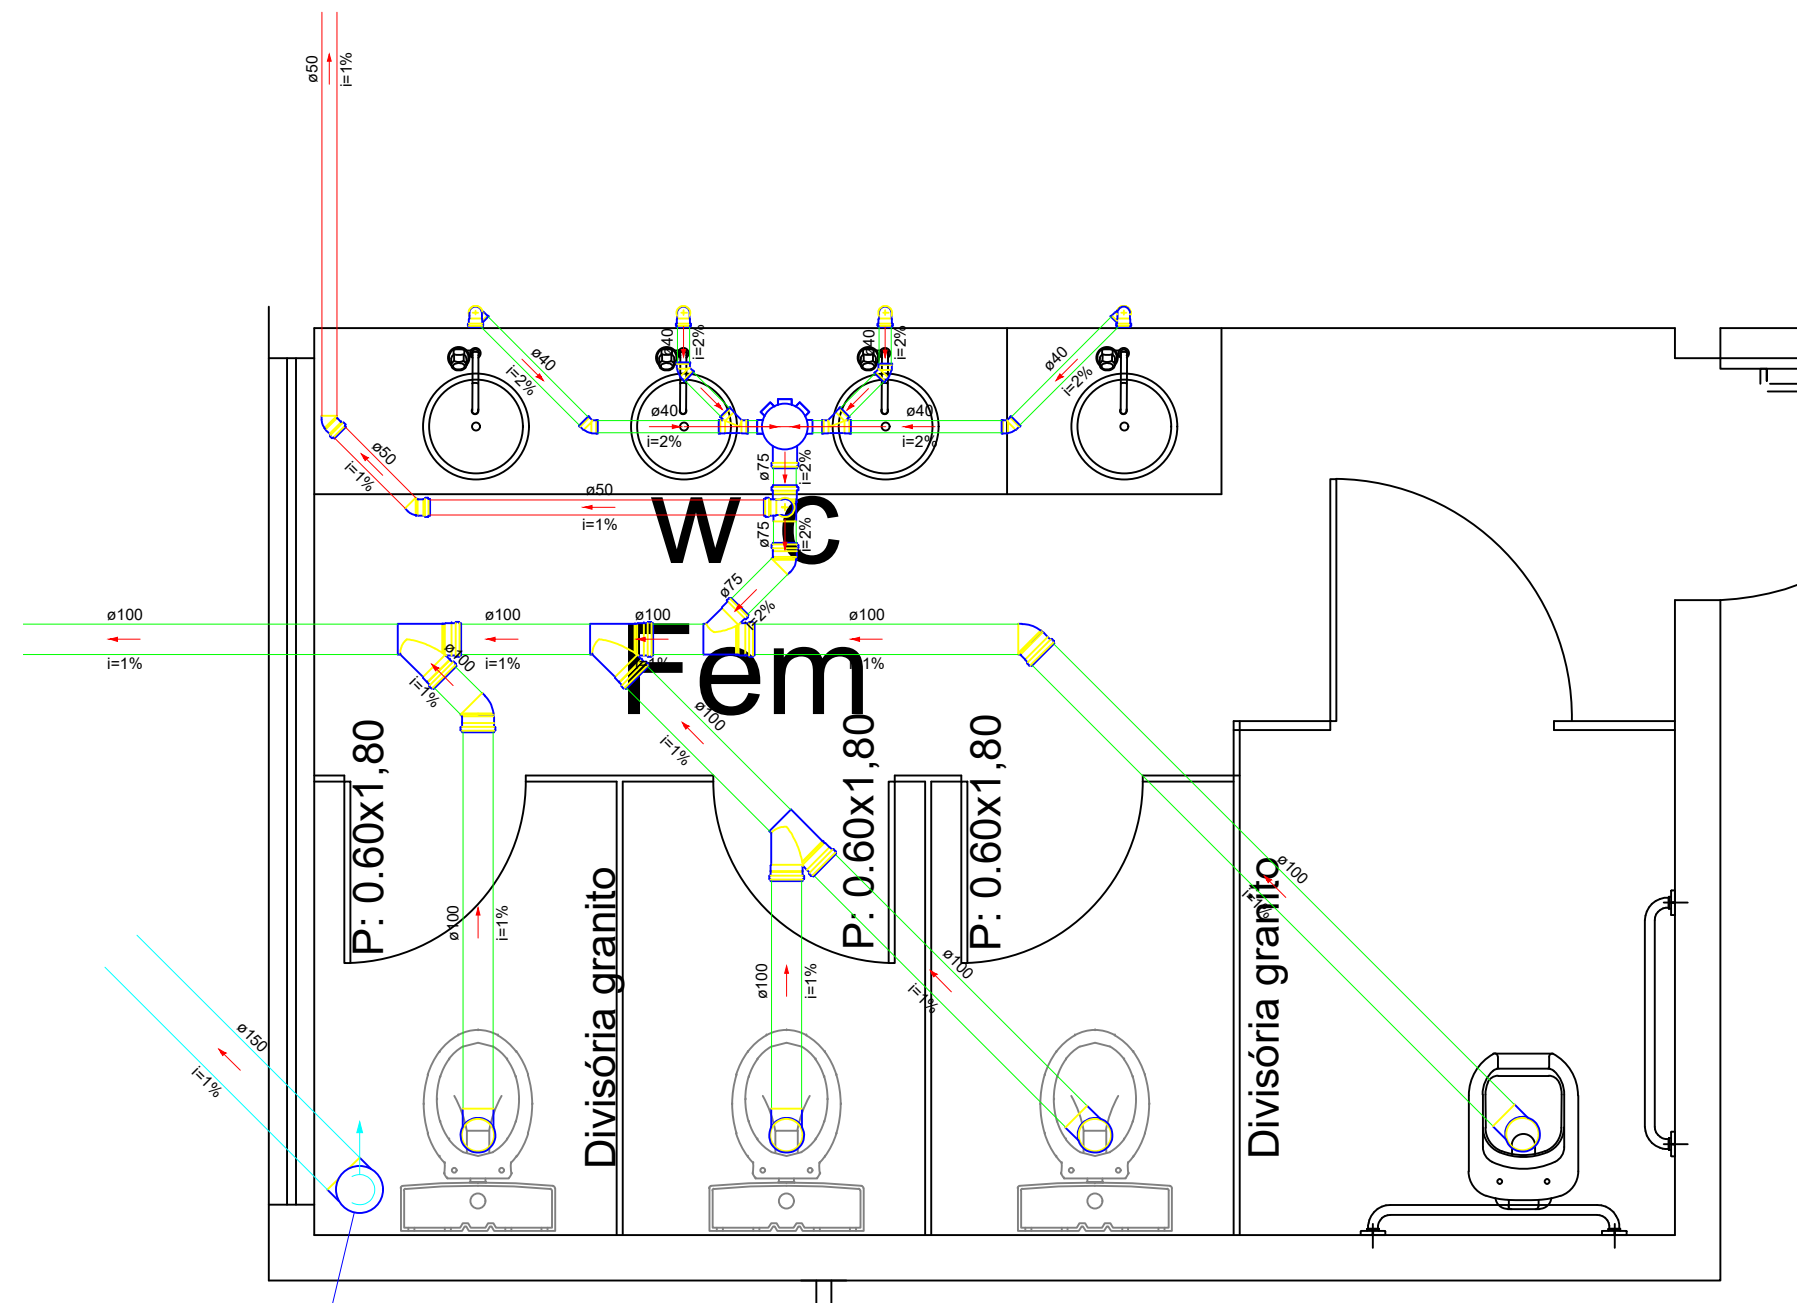 ø50
i=1%
ø40
i=2%
ø40
i=2%
ø40
i=2%
ø40
i=2%
ø40
i=2%
ø40
i=2%
ø50
i=1%
ø75
i=2%
ø50
i=1%
w c
ø75
i=2%
ø75
i=2%
ø100
i=1%
ø100
i=1%
ø100
i=1%
ø100
i=1%
Fem
ø100
i=1%
ø100
i=1%
P: 0.60x1,80
P: 0.60x1,80
P: 0.60x1,80
ø100
i=1%
Divisória granito
ø100
i=1%
ø100
i=1%
Divisória granito
ø100
i=1%
ø150
i=1%